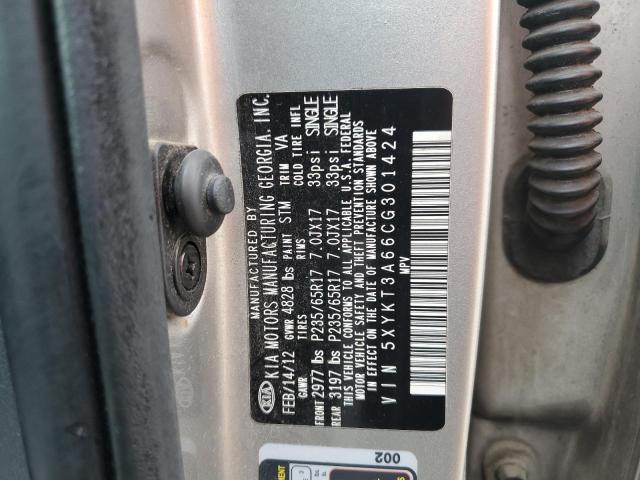 MANUFACTURED BY
KIA KIA MOTORS MANUFACTURING GEORGIA, INC.
FEB/14/12 GVWR 4828 lbs PAINT STM TRIM VA
GAWR TIRES RIMS COLD TIRE INFL
FRONT 2977 lbs P235/65R17 7.0JX17 33psi SINGLE
REAR 3197 lbs P235/65R17 7.0JX17 33psi SINGLE
THIS VEHICLE CONFORMS TO ALL APPLICABLE U.S.A. FEDERAL
MOTOR VEHICLE SAFETY AND THEFT PREVENTION STANDARDS
IN EFFECT ON THE DATE OF MANUFACTURE SHOWN ABOVE
VIN 5XYKT3A66CG301424
MPV
002